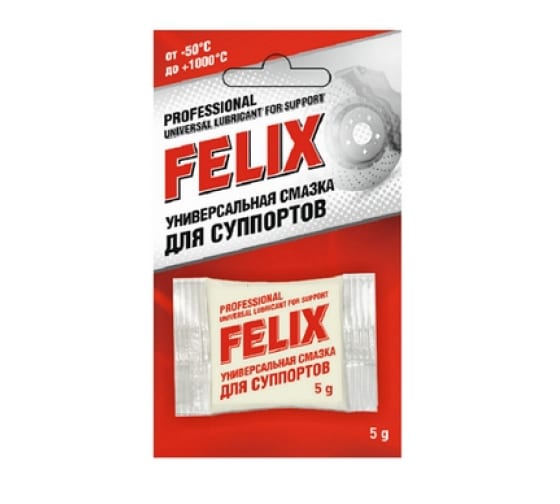 от -50°С
до +1000°С
PROFESSIONAL
UNIVERSAL LUBRICANT FOR SUPPORT
FELIX
УНИВЕРСАЛЬНАЯ СМАЗКА
ДЛЯ СУППОРТОВ
PROFESSIONAL
UNIVERSAL LUBRICANT FOR SUPPORT
FELIX
УНИВЕРСАЛЬНАЯ СМАЗКА
ДЛЯ СУППОРТОВ
5 g
5 g